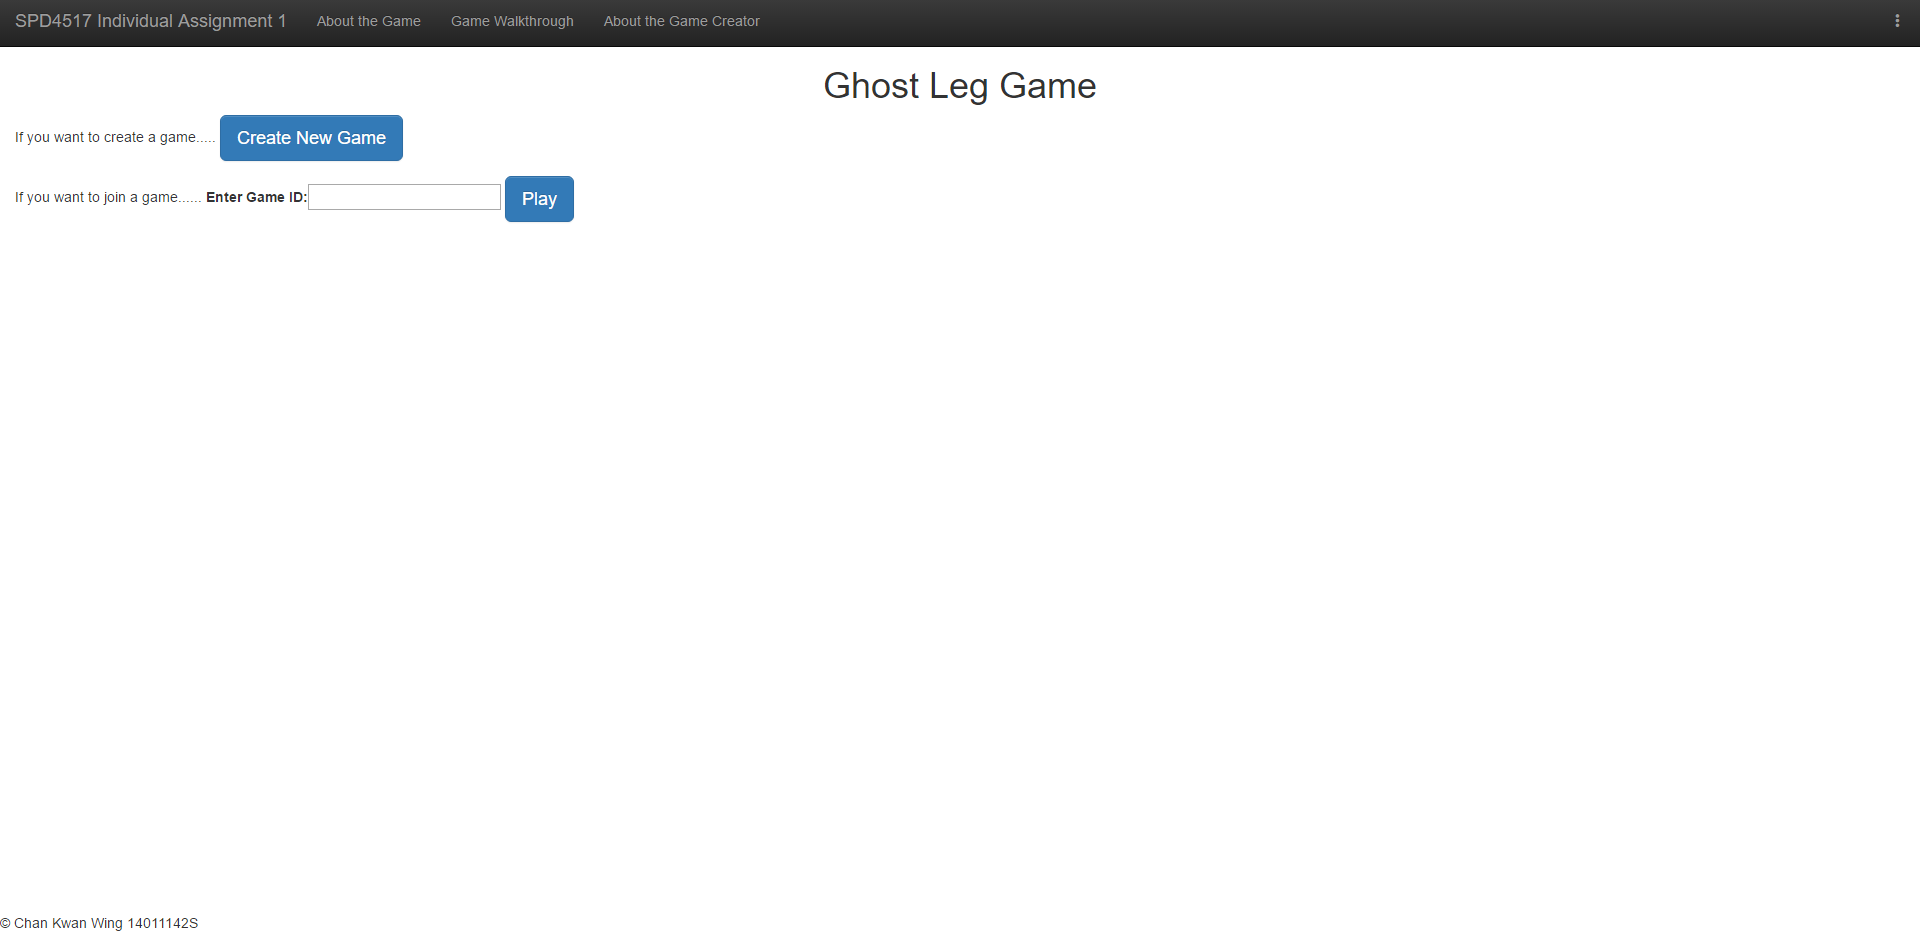 SPD4517 Individual Assignment 1 About the Game Game Walkthrough About the Game Creator
Ghost Leg Game
If you want to create a game..... Create New Game
If you want to join a game...... Enter Game ID: Play
© Chan Kwan Wing 14011142S